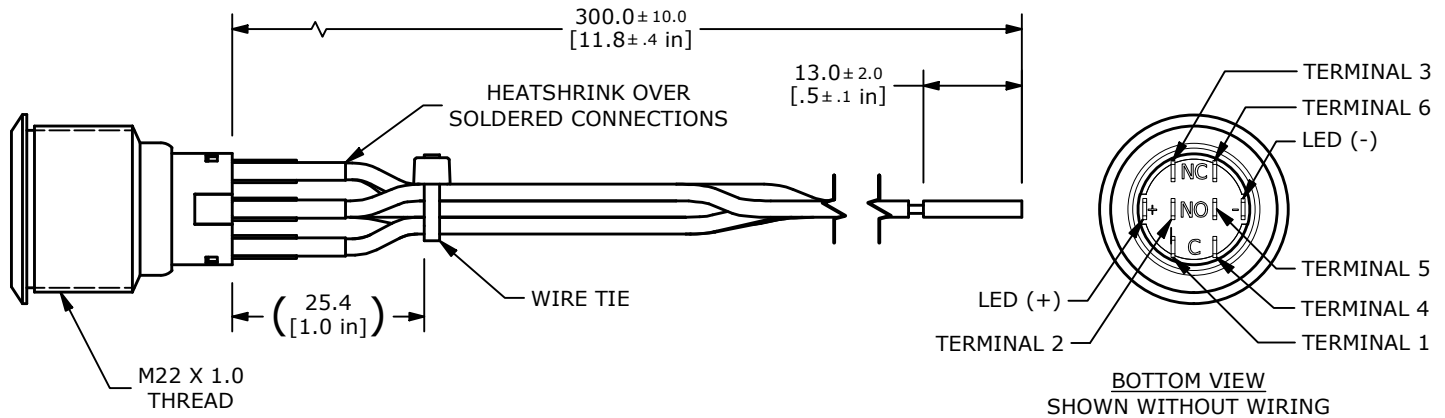 300.0±10.0
[11.8±.4 in]
13.0±2.0
[.5±.1 in]
HEATSHRINK OVER
SOLDERED CONNECTIONS
(25.4
[1.0 in])
WIRE TIE
M22 X 1.0
THREAD
TERMINAL 3
TERMINAL 6
LED (-)
NC
+ NO -
C
TERMINAL 5
LED (+)
TERMINAL 4
TERMINAL 2
TERMINAL 1
BOTTOM VIEW
SHOWN WITHOUT WIRING